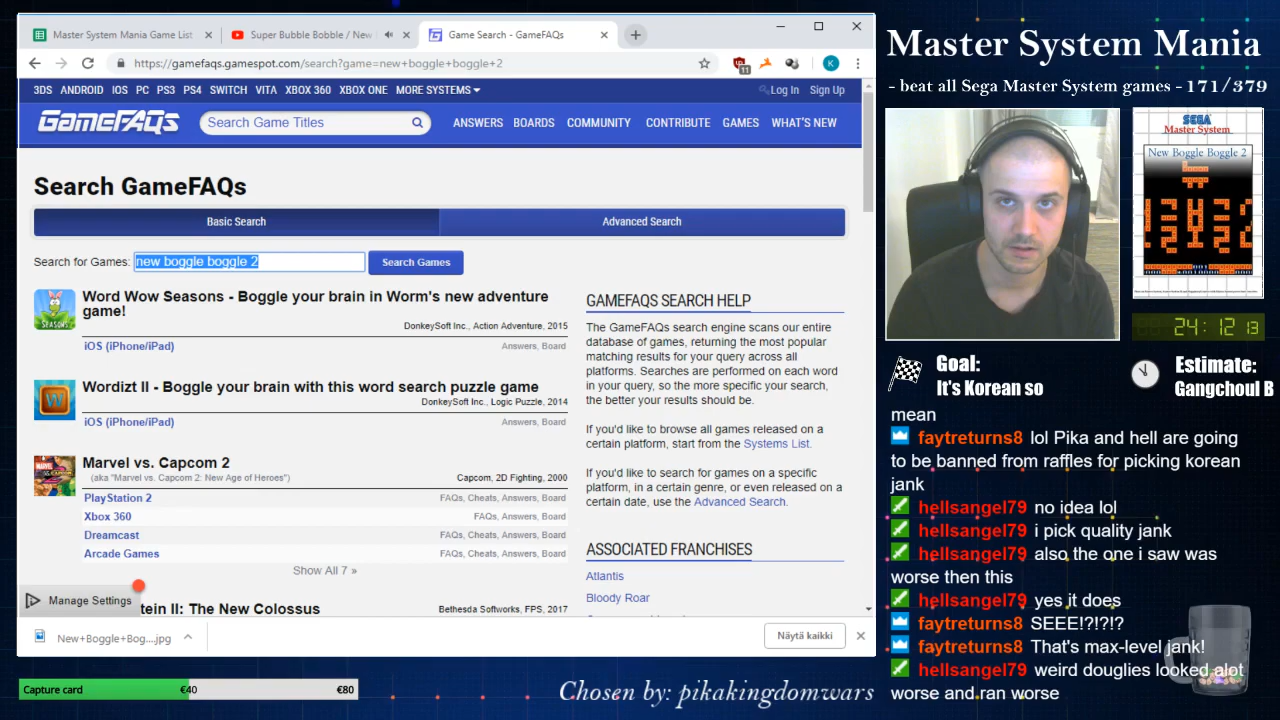 Master System Mania Game List
Super Bubble Bobble / New
Game Search - GameFAQs
https://gamefaqs.gamespot.com/search?game=new+boggle+boggle+2
11
K
3DS ANDROID IOS PC PS3 PS4 SWITCH VITA XBOX 360 XBOX ONE MORE SYSTEMS
Log In Sign Up
GameFAQs
Search Game Titles
ANSWERS BOARDS COMMUNITY CONTRIBUTE GAMES WHAT'S NEW
Search GameFAQs
Basic Search
Advanced Search
Search for Games: new boggle boggle 2 Search Games
Word Wow Seasons - Boggle your brain in Worm's new adventure
game!
DonkeySoft Inc., Action Adventure, 2015
iOS (iPhone/iPad) Answers, Board
Wordizt II - Boggle your brain with this word search puzzle game
DonkeySoft Inc., Logic Puzzle, 2014
iOS (iPhone/iPad) Answers, Board
Marvel vs. Capcom 2
(aka "Marvel vs. Capcom 2: New Age of Heroes") Capcom, 2D Fighting, 2000
PlayStation 2 FAQs, Cheats, Answers, Board
Xbox 360 FAQs, Answers, Board
Dreamcast FAQs, Cheats, Answers, Board
Arcade Games FAQs, Cheats, Answers, Board
Show All 7 »
tein II: The New Colossus Bethesda Softworks, FPS, 2017
Manage Settings
GAMEFAQS SEARCH HELP
The GameFAQs search engine scans our entire
database of games, returning the most popular
matching results for your query across all
platforms. Searches are performed on each word
in your query, so the more specific your search,
the better your results should be.
If you'd like to browse all games released on a
certain platform, start from the Systems List.
If you'd like to search for games on a specific
platform, in a certain genre, or even released on a
certain date, use the Advanced Search.
ASSOCIATED FRANCHISES
Atlantis
Bloody Roar
New+Boggle+Bog....jpg
Näytä kaikki
Capture card €40 €80
Chosen by: pikakingdomwars
Master System Mania
- beat all Sega Master System games - 171/379
SEGA
Master System
New Boggle Boggle 2
24:12 13
Goal:
It's Korean so
Estimate:
Gangchoul B
mean
faytreturns8 lol Pika and hell are going
to be banned from raffles for picking korean
jank
hellsangel79 no idea lol
hellsangel79 i pick quality jank
hellsangel79 also the one i saw was
worse then this
hellsangel79 yes it does
faytreturns8 SEEE!?!?!?
faytreturns8 That's max-level jank!
hellsangel79 weird douglies looked alot
worse and ran worse